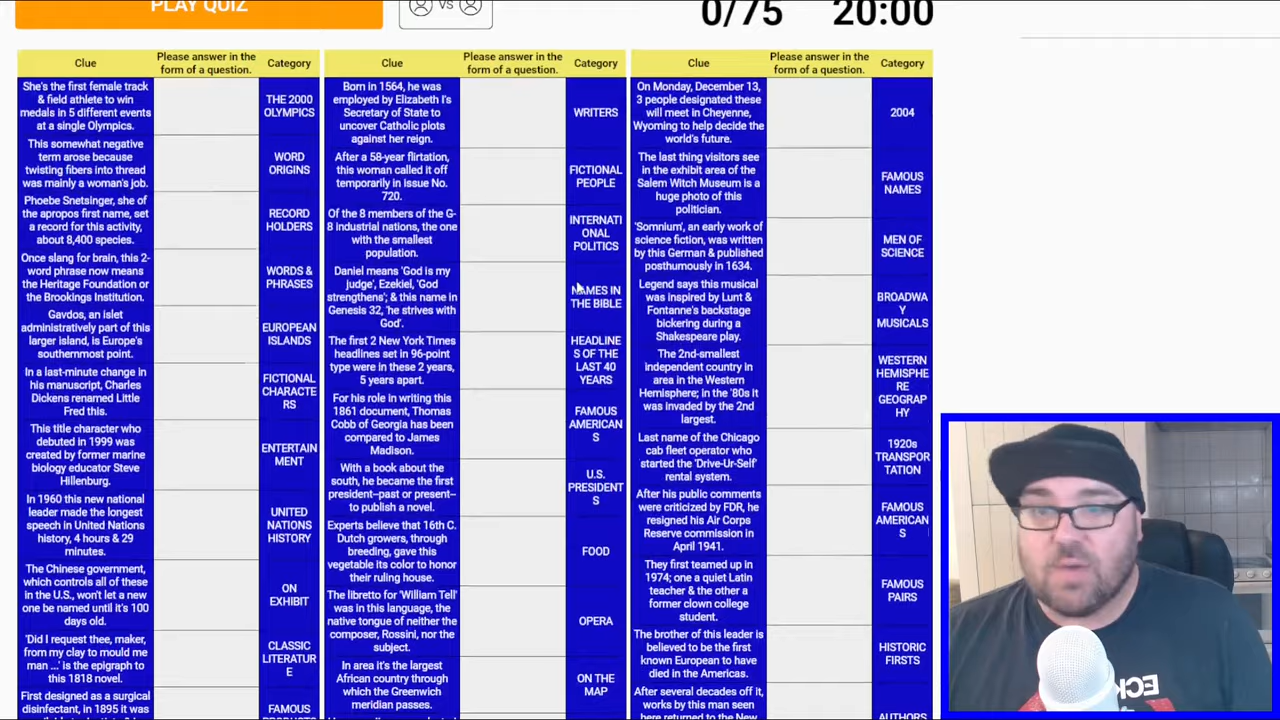 PLAY QUIZ
VS
0/75
20:00
Clue
Please answer in the
form of a question.
Category
She's the first female track
& field athlete to win
medals in 5 different events
at a single Olympics.
THE 2000
OLYMPICS
This somewhat negative
term arose because
twisting fibers into thread
was mainly a woman's job.
WORD
ORIGINS
Phoebe Snetsinger, she of
the apropos first name, set
a record for this activity,
about 8,400 species.
RECORD
HOLDERS
Once slang for brain, this 2-
word phrase now means
the Heritage Foundation or
the Brookings Institution.
WORDS &
PHRASES
Gavdos, an islet
administratively part of this
larger island, is Europe's
southernmost point.
EUROPEAN
ISLANDS
In a last-minute change in
his manuscript, Charles
Dickens renamed Little
Fred this.
FICTIONAL
CHARACTE
RS
This title character who
debuted in 1999 was
created by former marine
biology educator Steve
Hillenburg.
ENTERTAIN
MENT
In 1960 this new national
leader made the longest
speech in United Nations
history, 4 hours & 29
minutes.
UNITED
NATIONS
HISTORY
The Chinese government,
which controls all of these
in the U.S., won't let a new
one be named until it's 100
days old.
ON
EXHIBIT
'Did I request thee, maker,
from my clay to mould me
man ...' is the epigraph to
this 1818 novel.
CLASSIC
LITERATUR
E
First designed as a surgical
disinfectant, in 1895 it was
FAMOUS
Clue
Please answer in the
form of a question.
Category
Born in 1564, he was
employed by Elizabeth I's
Secretary of State to
uncover Catholic plots
against her reign.
WRITERS
After a 58-year flirtation,
this woman called it off
temporarily in issue No.
720.
FICTIONAL
PEOPLE
Of the 8 members of the G-
8 industrial nations, the one
with the smallest
population.
INTERNATI
ONAL
POLITICS
Daniel means 'God is my
judge', Ezekiel, 'God
strengthens'; & this name in
Genesis 32, 'he strives with
God'.
NAMES IN
THE BIBLE
The first 2 New York Times
headlines set in 96-point
type were in these 2 years,
5 years apart.
HEADLINE
S OF THE
LAST 40
YEARS
For his role in writing this
1861 document, Thomas
Cobb of Georgia has been
compared to James
Madison.
FAMOUS
AMERICAN
S
With a book about the
south, he became the first
president–past or present–
to publish a novel.
U.S.
PRESIDENT
S
Experts believe that 16th C.
Dutch growers, through
breeding, gave this
vegetable its color to honor
their ruling house.
FOOD
The libretto for 'William Tell'
was in this language, the
native tongue of neither the
composer, Rossini, nor the
subject.
OPERA
In area it's the largest
African country through
which the Greenwich
meridian passes.
ON THE
MAP
Clue
Please answer in the
form of a question.
Category
On Monday, December 13,
3 people designated these
will meet in Cheyenne,
Wyoming to help decide the
world's future.
2004
The last thing visitors see
in the exhibit area of the
Salem Witch Museum is a
huge photo of this
politician.
FAMOUS
NAMES
'Somnium', an early work of
science fiction, was written
by this German & published
posthumously in 1634.
MEN OF
SCIENCE
Legend says this musical
was inspired by Lunt &
Fontanne's backstage
bickering during a
Shakespeare play.
BROADWA
Y
MUSICALS
The 2nd-smallest
independent country in
area in the Western
Hemisphere; in the '80s it
was invaded by the 2nd
largest.
WESTERN
HEMISPHE
RE
GEOGRAP
HY
Last name of the Chicago
cab fleet operator who
started the 'Drive-Ur-Self'
rental system.
1920s
TRANSPOR
TATION
After his public comments
were criticized by FDR, he
resigned his Air Corps
Reserve commission in
April 1941.
FAMOUS
AMERICAN
S
They first teamed up in
1974; one a quiet Latin
teacher & the other a
former clown college
student.
FAMOUS
PAIRS
The brother of this leader is
believed to be the first
known European to have
died in the Americas.
HISTORIC
FIRSTS
After several decades off it,
works by this man seen
here returned to the New
AUTHORS